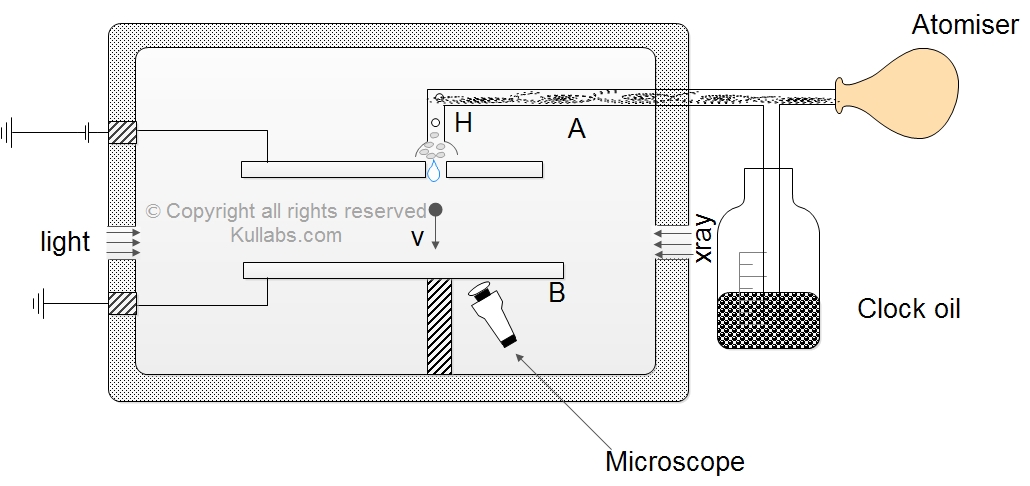 Atomiser
H
A
© Copyright all rights reserved
Kullabs.com
light
v
xray
B
Clock oil
Microscope